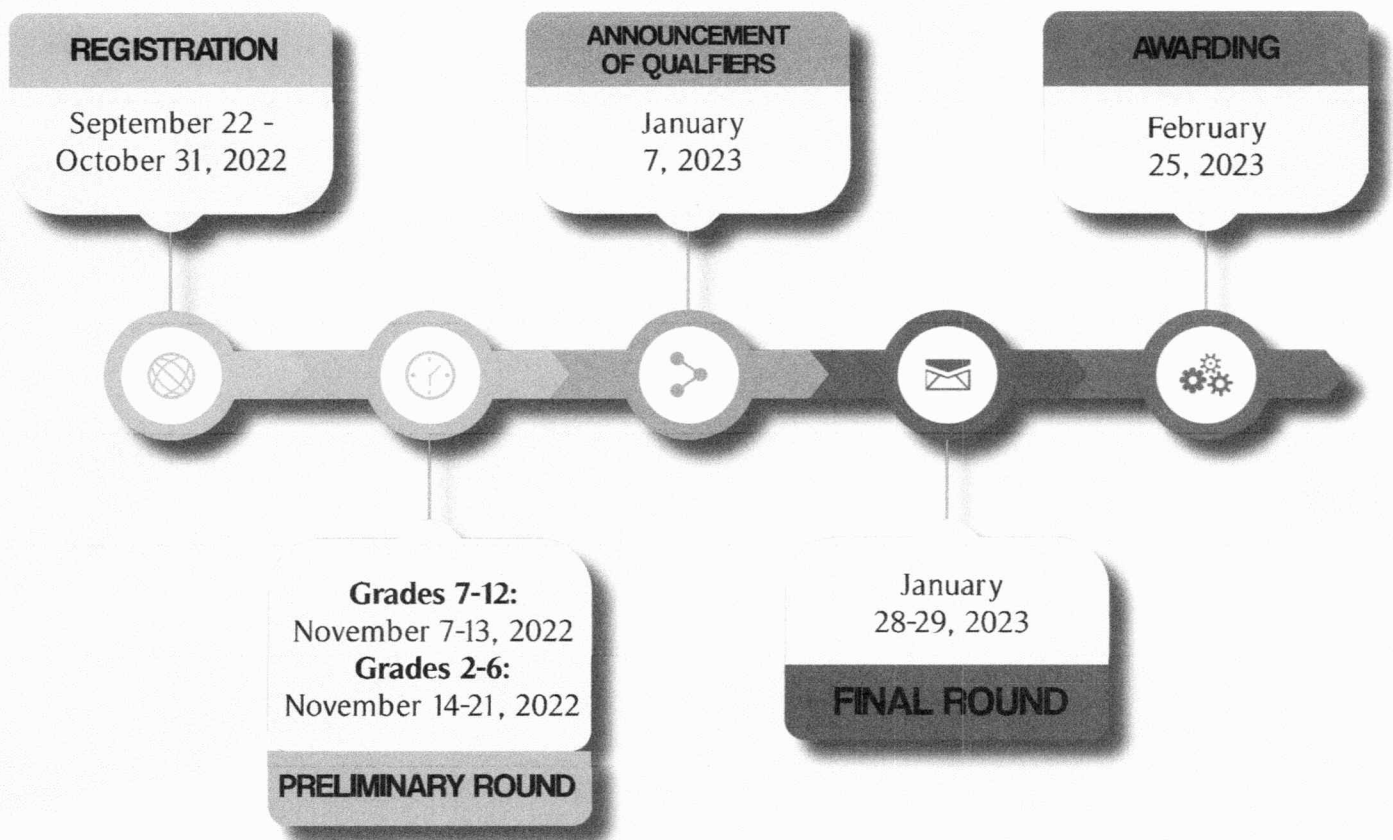 REGISTRATION
September 22 -
October 31, 2022
Grades 7-12:
November 7-13, 2022
Grades 2-6:
November 14-21, 2022
PRELIMINARY ROUND
ANNOUNCEMENT
OF QUALFIERS
January
7, 2023
January
28-29, 2023
FINAL ROUND
AWARDING
February
25, 2023